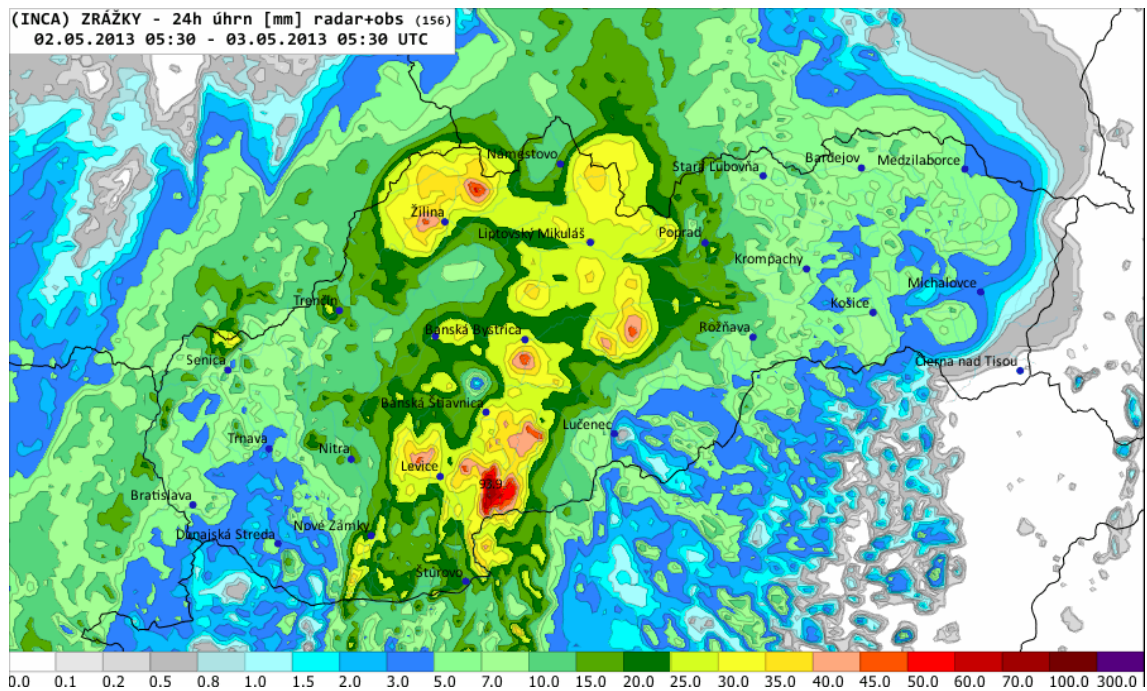 (INCA) ZRÁŽKY - 24h úhrn [mm] radar+obs (156)
02.05.2013 05:30 - 03.05.2013 05:30 UTC
Námestovo
Stará Ľubovňa
Bardejov
Medzilaborce
Žilina
Liptovský Mikuláš
Poprad
Krompachy
Michalovce
Trenčín
Košice
Banská Bystrica
Rožňava
Senica
Čierna nad Tisou
Banská Štiavnica
Lučenec
Trnava
Nitra
Levice
93.9
Bratislava
Nové Zámky
Dunajská Streda
Štúrovo
0.0 0.1 0.2 0.5 0.8 1.0 1.5 2.0 3.0 5.0 7.0 10.0 15.0 20.0 25.0 30.0 35.0 40.0 45.0 50.0 60.0 70.0 100.0 300.0